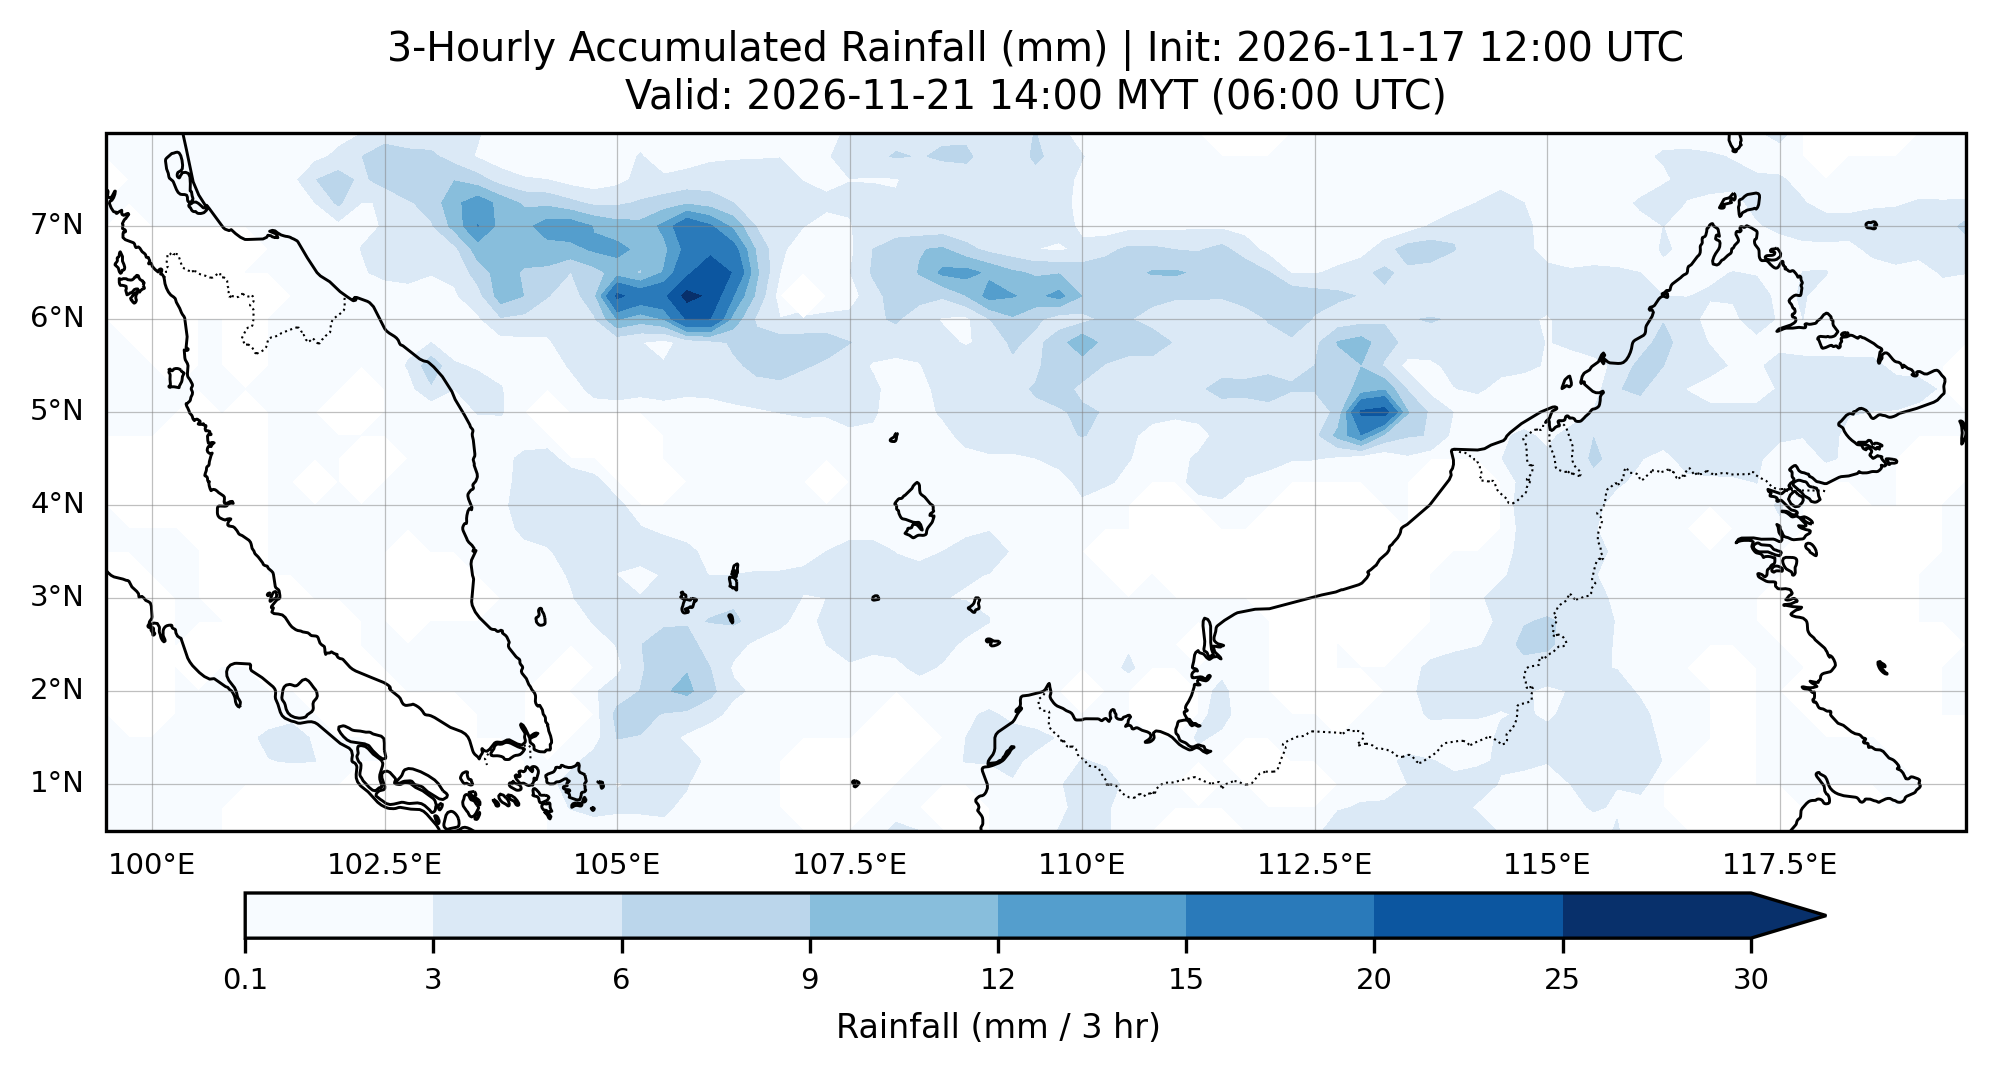 3-Hourly Accumulated Rainfall (mm) | Init: 2026-11-17 12:00 UTC
Valid: 2026-11-21 14:00 MYT (06:00 UTC)
7°N
6°N
5°N
4°N
3°N
2°N
1°N
100°E 102.5°E 105°E 107.5°E 110°E 112.5°E 115°E 117.5°E
0.1 3 6 9 12 15 20 25 30
Rainfall (mm / 3 hr)